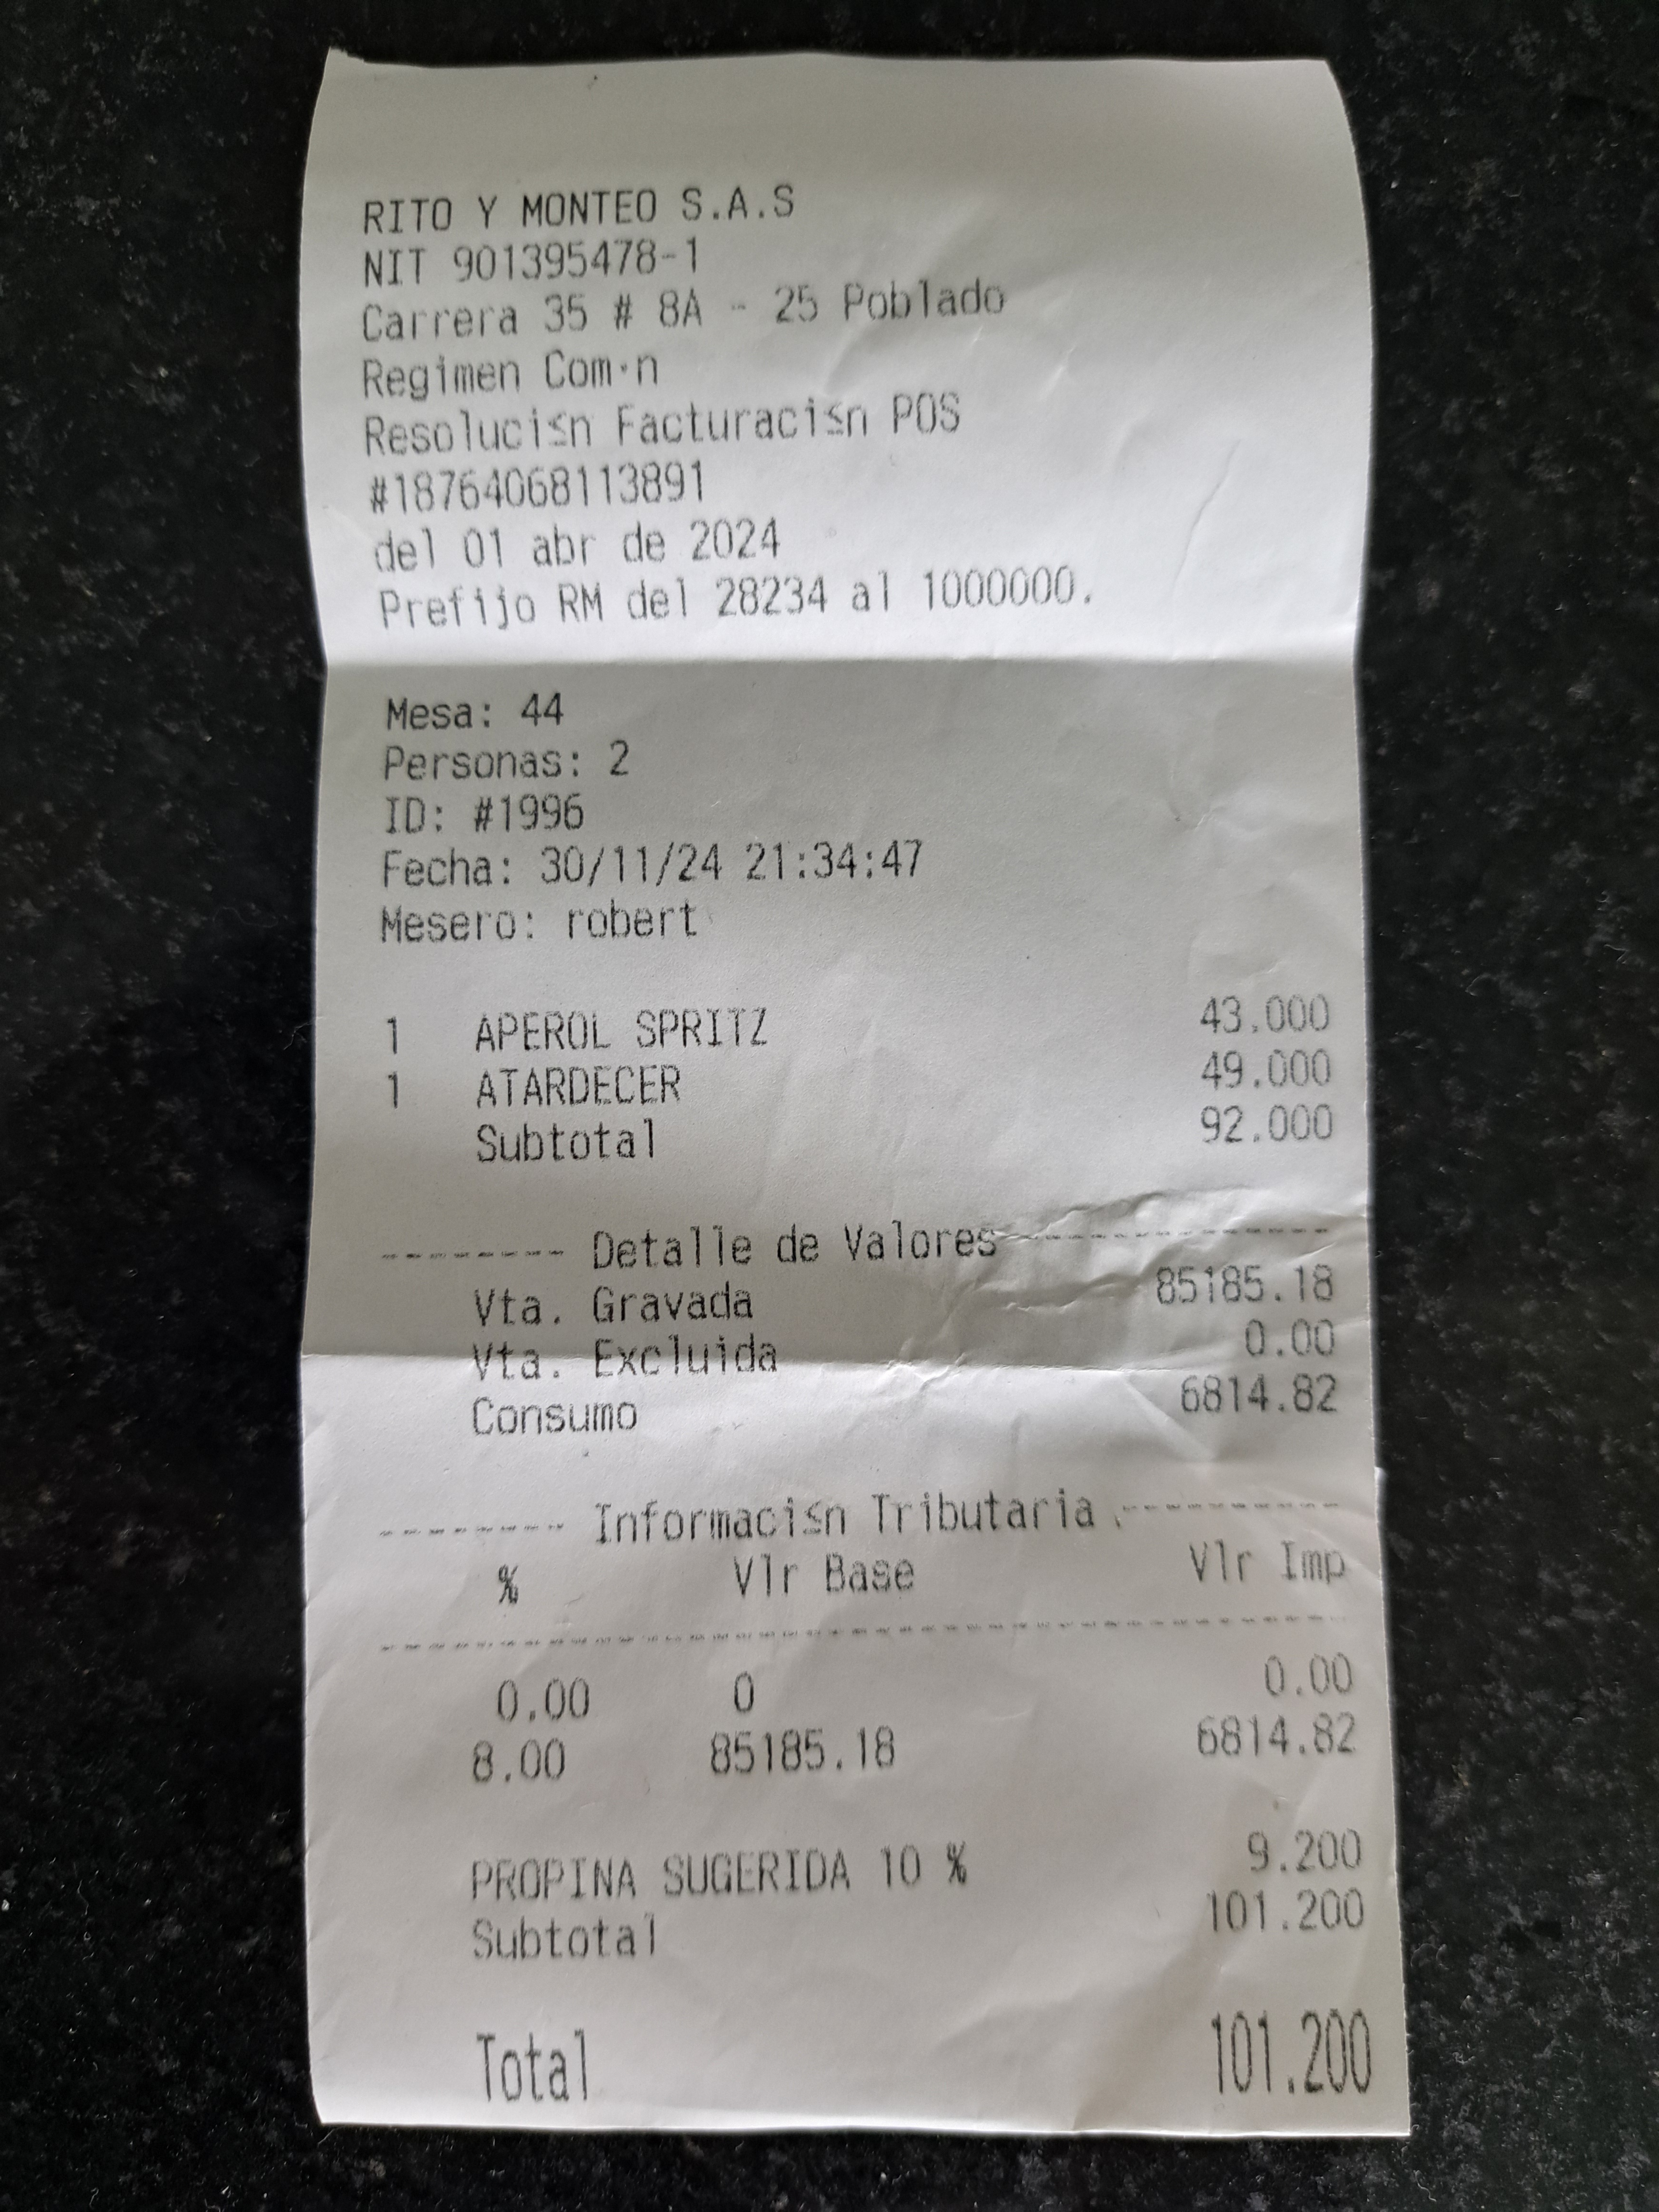 RITO Y MONTEO S.A.S
NIT 901395478-1
Carrera 35 # 8A - 25 Poblado
Regimen Com·n
Resoluci≤n Facturaci≤n POS
#18764068113891
del 01 abr de 2024
Prefijo RM del 28234 al 1000000.
Mesa: 44
Personas: 2
ID: #1996
Fecha: 30/11/24 21:34:47
Mesero: robert
1 APEROL SPRITZ 43.000
1 ATARDECER 49.000
Subtotal 92.000
-------- Detalle de Valores --------------
Vta. Gravada 85185.18
Vta. Excluida 0.00
Consumo 6814.82
-------- Informaci≤n Tributaria ----------
% Vlr Base Vlr Imp
------------------------------------------
0.00 0 0.00
8.00 85185.18 6814.82
PROPINA SUGERIDA 10 % 9.200
Subtotal 101.200
Total 101.200